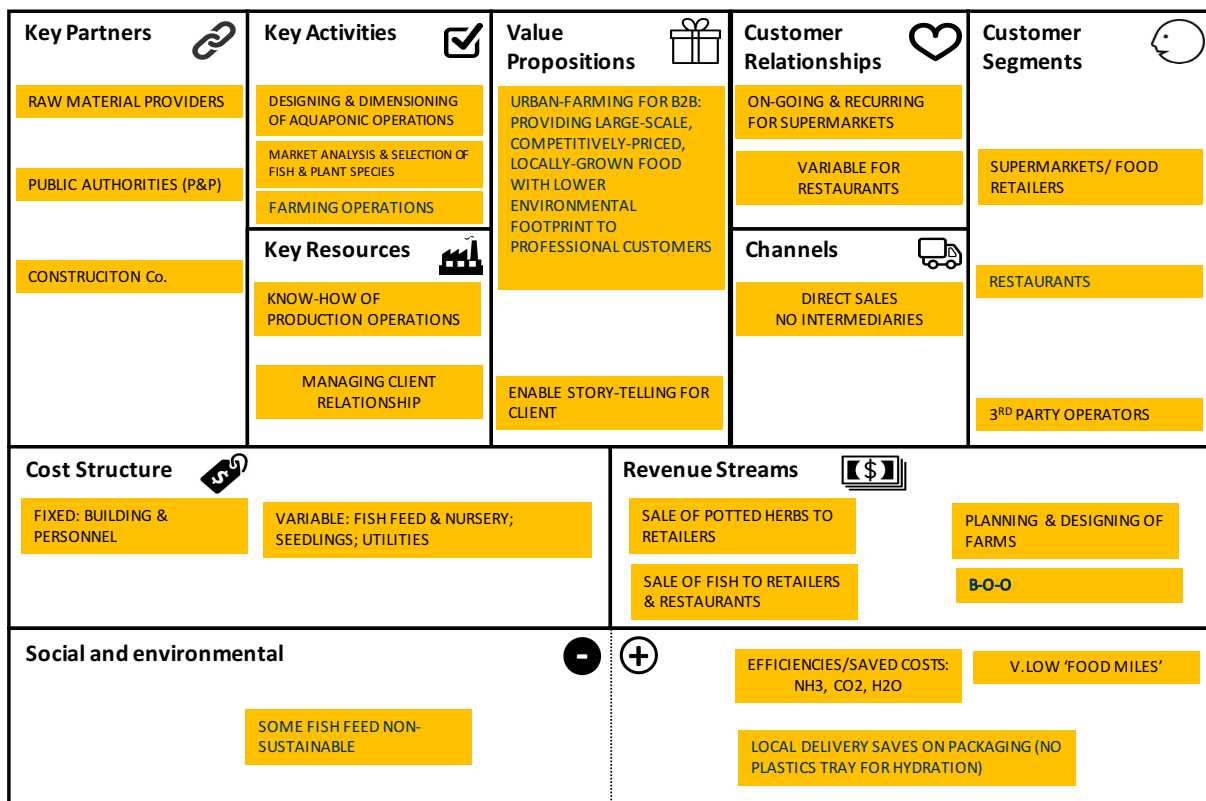 Key Partners
RAW MATERIAL PROVIDERS
PUBLIC AUTHORITIES (P&P)
CONSTRUCITON Co.
Key Activities
DESIGNING & DIMENSIONING
OF AQUAPONIC OPERATIONS
MARKET ANALYSIS & SELECTION OF
FISH & PLANT SPECIES
FARMING OPERATIONS
Key Resources
KNOW-HOW OF
PRODUCTION OPERATIONS
MANAGING CLIENT
RELATIONSHIP
Value
Propositions
URBAN-FARMING FOR B2B:
PROVIDING LARGE-SCALE,
COMPETITIVELY-PRICED,
LOCALLY-GROWN FOOD
WITH LOWER
ENVIRONMENTAL
FOOTPRINT TO
PROFESSIONAL CUSTOMERS
ENABLE STORY-TELLING FOR
CLIENT
Customer
Relationships
ON-GOING & RECURRING
FOR SUPERMARKETS
VARIABLE FOR
RESTAURANTS
Channels
DIRECT SALES
NO INTERMEDIARIES
Customer
Segments
SUPERMARKETS/ FOOD
RETAILERS
RESTAURANTS
3RD PARTY OPERATORS
Cost Structure
$
FIXED: BUILDING &
PERSONNEL
VARIABLE: FISH FEED & NURSERY;
SEEDLINGS; UTILITIES
Revenue Streams
$
SALE OF POTTED HERBS TO
RETAILERS
SALE OF FISH TO RETAILERS
& RESTAURANTS
PLANNING & DESIGNING OF
FARMS
B-O-O
Social and environmental
-
+
SOME FISH FEED NON-
SUSTAINABLE
EFFICIENCIES/SAVED COSTS:
NH3, CO2, H2O
V.LOW ‘FOOD MILES’
LOCAL DELIVERY SAVES ON PACKAGING (NO
PLASTICS TRAY FOR HYDRATION)